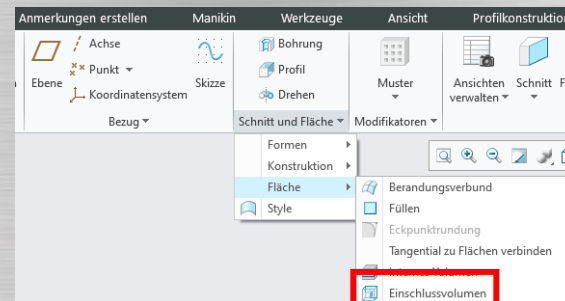 Anmerkungen erstellen Manikin Werkzeuge Ansicht
Achse
Punkt
Koordinatensystem
Ebene
Skizze
Bezug
Bohrung
Profil
Drehen
Schnitt und Fläche
Muster
Modifikatoren
Ansichten
verwalten
Schnitt
Formen
Konstruktion
Fläche
Style
Berandungsverbund
Füllen
Eckpunktrundung
Tangential zu Flächen verbinden
Einschlussvolumen